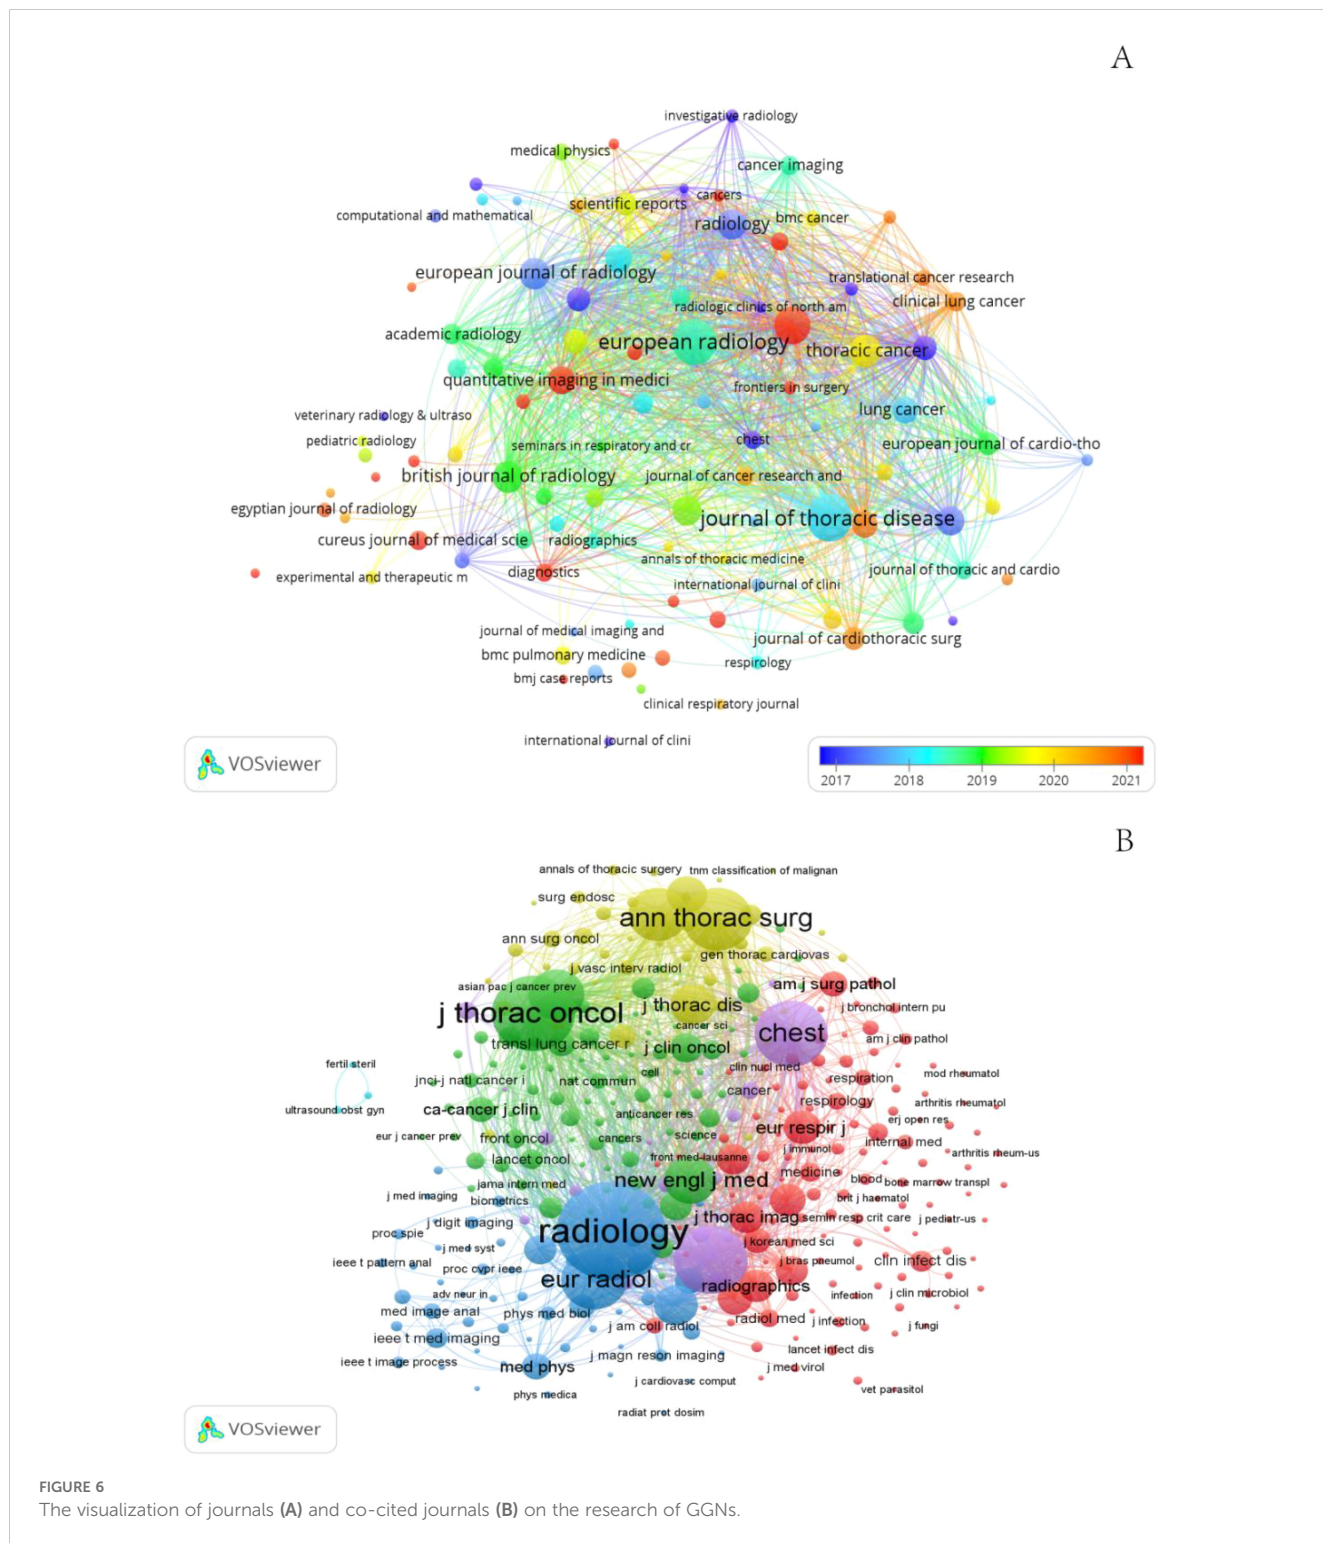 A
investigative radiology
medical physics
cancer imaging
cancers
scientific reports
computational and mathematical
bmc cancer
radiology
european journal of radiology
translational cancer research
clinical lung cancer
radiologic clinics of north am
academic radiology
european radiology
thoracic cancer
quantitative imaging in medici
frontiers in surgery
lung cancer
veterinary radiology & ultraso
pediatric radiology
chest
european journal of cardio-tho
seminars in respiratory and cr
british journal of radiology
journal of cancer research and
egyptian journal of radiology
journal of thoracic disease
cureus journal of medical scie
radiographics
annals of thoracic medicine
journal of thoracic and cardio
experimental and therapeutic m
diagnostics
international journal of clini
journal of medical imaging and
journal of cardiothoracic surg
bmc pulmonary medicine
respirology
bmj case reports
clinical respiratory journal
international journal of clini
VOSviewer
2017 2018 2019 2020 2021
B
annals of thoracic surgery
tnm classification of malignan
surg endosc
ann thorac surg
ann surg oncol
gen thorac cardiovas
j vasc interv radiol
asian pac j cancer prev
am j surg pathol
j thorac dis
j bronchol intern pu
j thorac oncol
cancer sci
chest
am j clin pathol
transl lung cancer r
j clin oncol
fertil steril
clin nucl med
cell
mod rheumatol
jnci-j natl cancer i
nat commun
respiration
cancer
respirology
arthritis rheumatol
ultrasound obst gyn
ca-cancer j clin
anticancer res
erj open res
eur respir j
eur j cancer prev
front oncol
cancers
science
internal med
j immunol
arthritis rheum-us
lancet oncol
front med-lausanne
medicine
new engl j med
blood
bone marrow transpl
jama intern med
j med imaging
biometrics
brit j haematol
j thorac imag
semin resp crit care
j pediatr-us
j digit imaging
proc spie
radiology
j korean med sci
j med syst
ieee t pattern anal
proc cvpr ieee
j bras pneumol
clin infect dis
eur radiol
radiographics
adv neur in
infection
j clin microbiol
med image anal
phys med biol
radiol med
j infection
j am coll radiol
j fungi
ieee t med imaging
lancet infect dis
j magn reson imaging
ieee t image process
med phys
j med virol
j cardiovasc comput
vet parasitol
phys medica
radiat prot dosim
VOSviewer
FIGURE 6
The visualization of journals (A) and co-cited journals (B) on the research of GGNs.